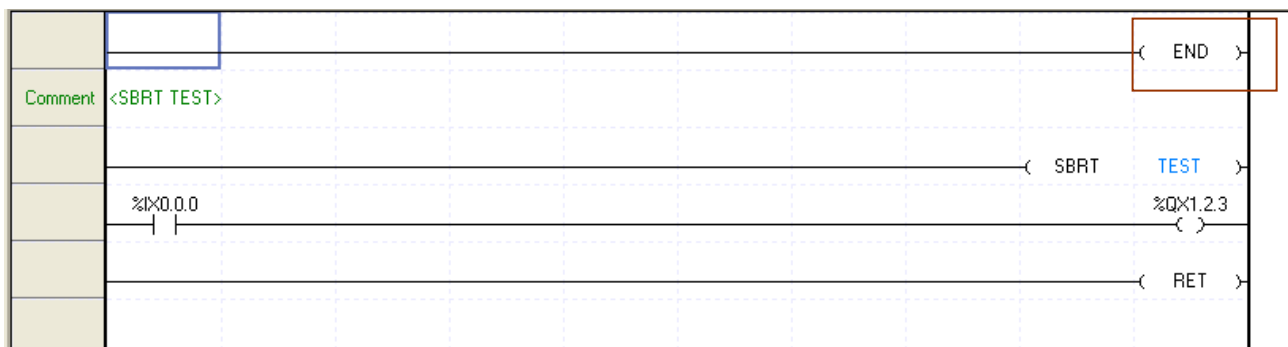 END
Comment <SBRT TEST>
SBRT TEST
%IX0.0.0 %QX1.2.3
RET